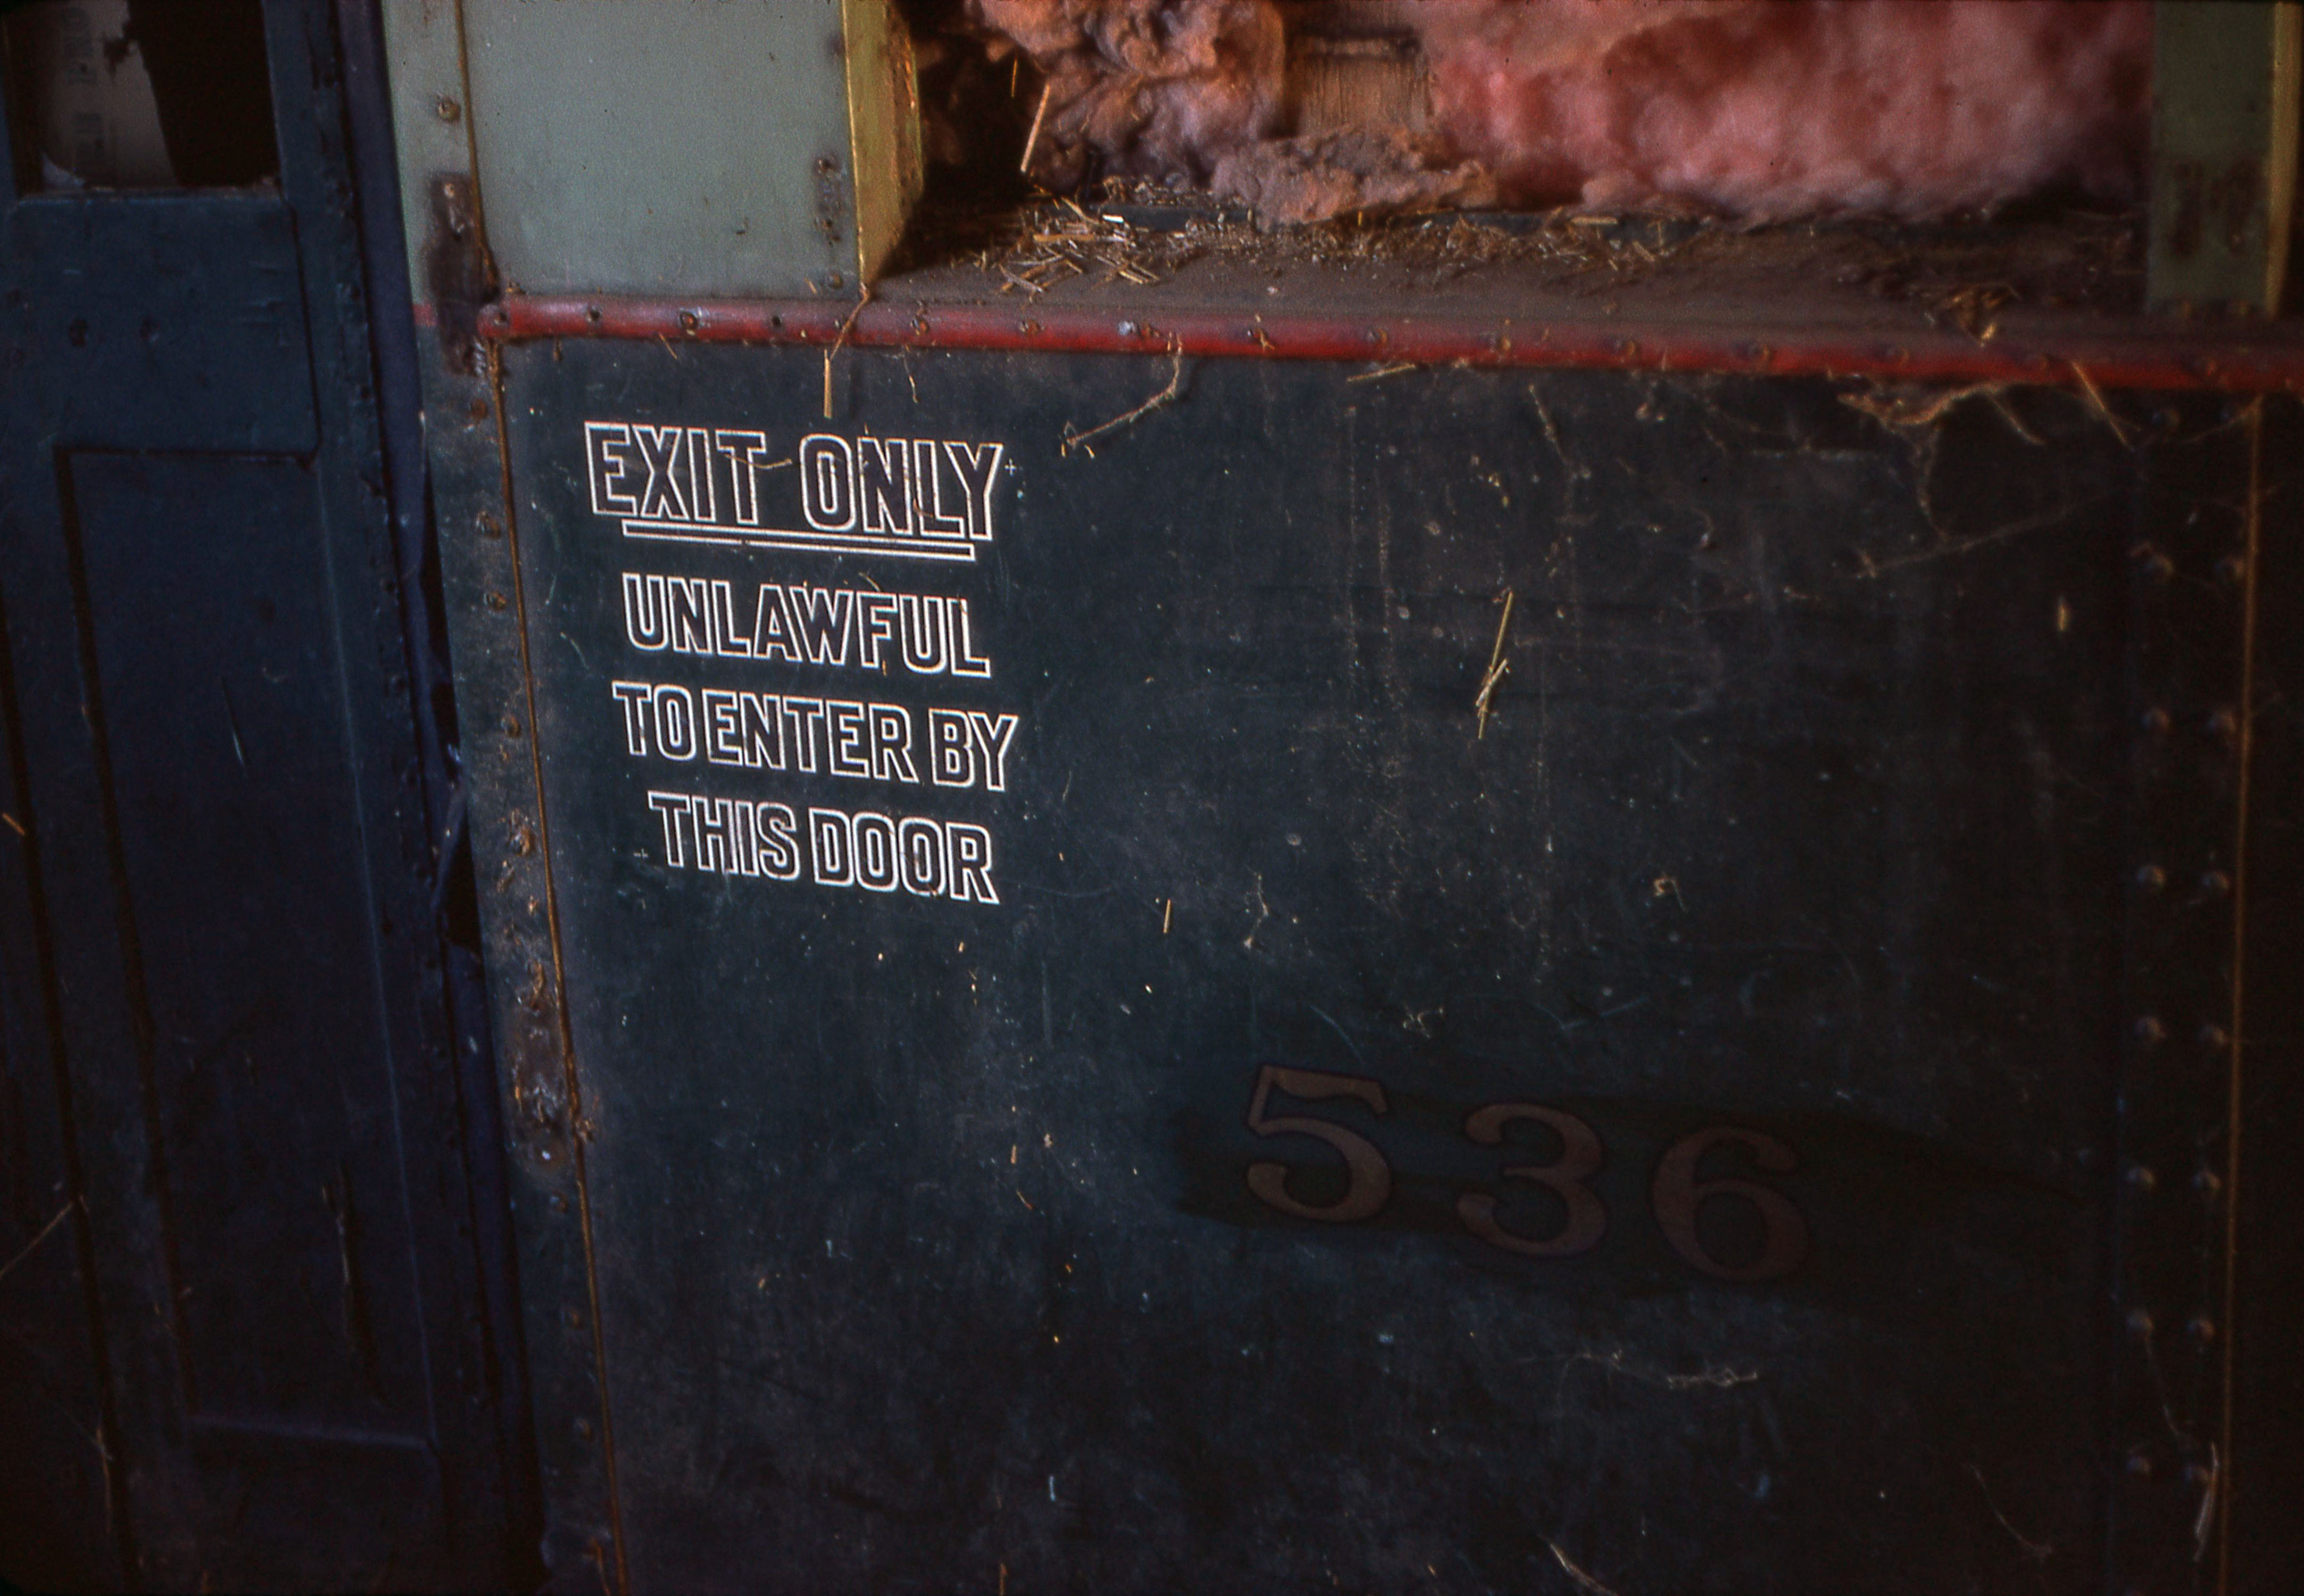 EXIT ONLY
UNLAWFUL
TO ENTER BY
THIS DOOR
536